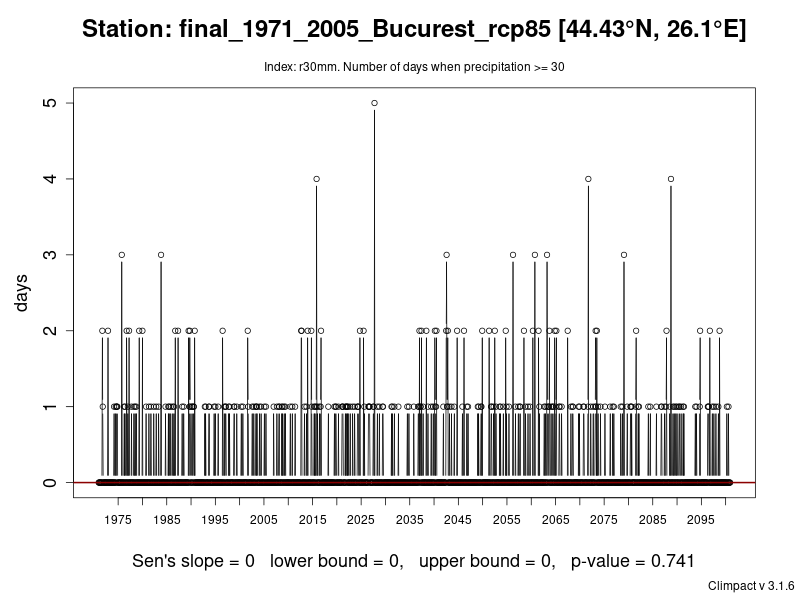 Station: final_1971_2005_Bucurest_rcp85 [44.43°N, 26.1°E]
Index: r30mm. Number of days when precipitation >= 30
5
4
3
2
1
0
days
1975 1985 1995 2005 2015 2025 2035 2045 2055 2065 2075 2085 2095
Sen's slope = 0 lower bound = 0, upper bound = 0, p-value = 0.741
Climpact v 3.1.6